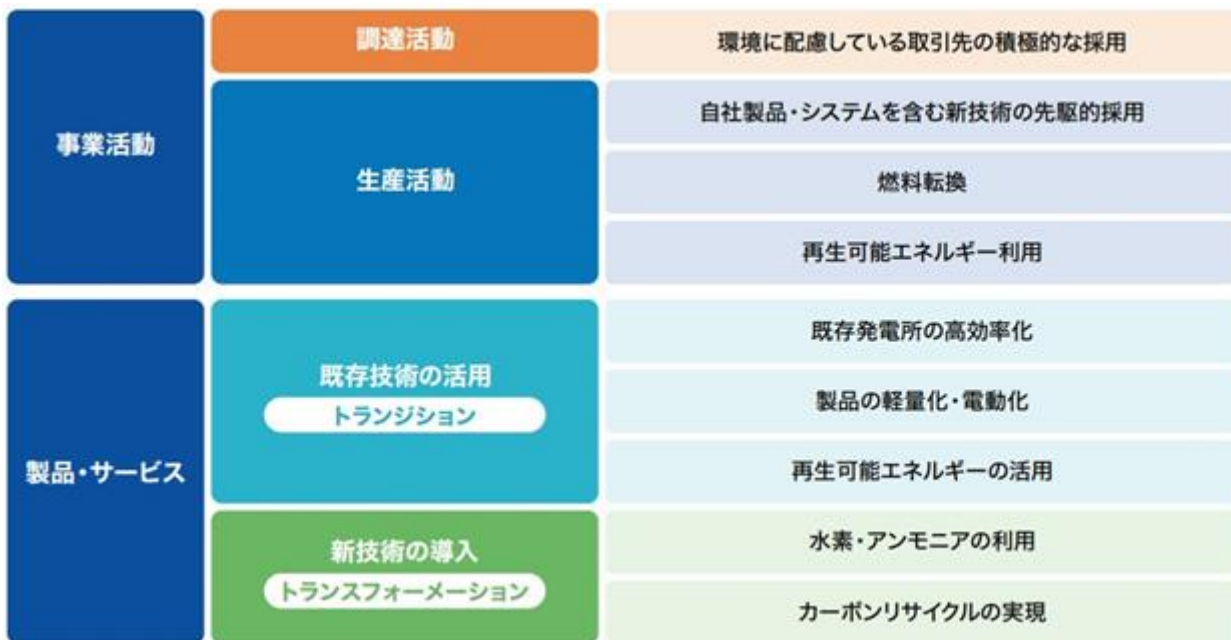 事業活動
調達活動
環境に配慮している取引先の積極的な採用
生産活動
自社製品・システムを含む新技術の先駆的採用
燃料転換
再生可能エネルギー利用
製品・サービス
既存技術の活用
トランジション
既存発電所の高効率化
製品の軽量化・電動化
再生可能エネルギーの活用
新技術の導入
トランスフォーメーション
水素・アンモニアの利用
カーボンリサイクルの実現